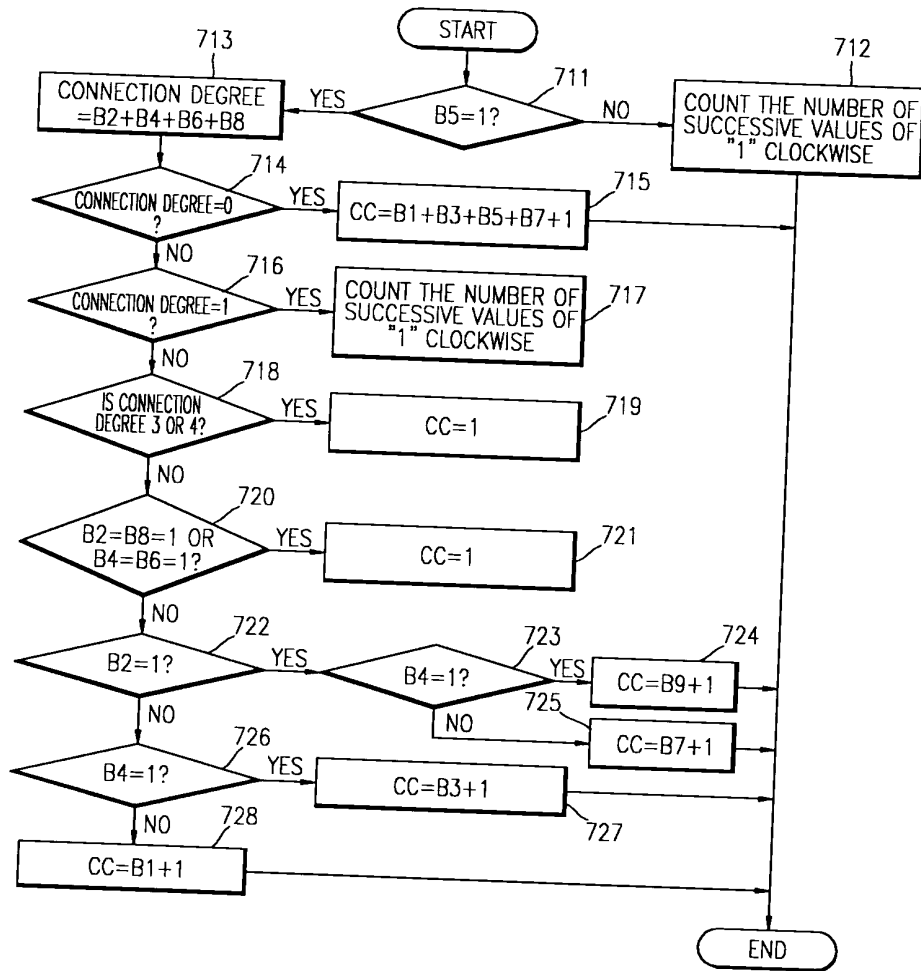 START
713
712
711
CONNECTION DEGREE
=B2+B4+B6+B8
YES
B5=1?
NO
COUNT THE NUMBER OF
SUCCESSIVE VALUES OF
"1" CLOCKWISE
714
CONNECTION DEGREE=0
?
YES
715
CC=B1+B3+B5+B7+1
NO
716
CONNECTION DEGREE=1
?
YES
COUNT THE NUMBER OF
SUCCESSIVE VALUES OF
"1" CLOCKWISE
717
NO
718
IS CONNECTION
DEGREE 3 OR 4?
YES
CC=1
719
NO
720
B2=B8=1 OR
B4=B6=1?
YES
CC=1
721
NO
722
B2=1?
YES
723
B4=1?
YES
724
CC=B9+1
NO
725
CC=B7+1
NO
726
B4=1?
YES
CC=B3+1
727
NO
728
CC=B1+1
END